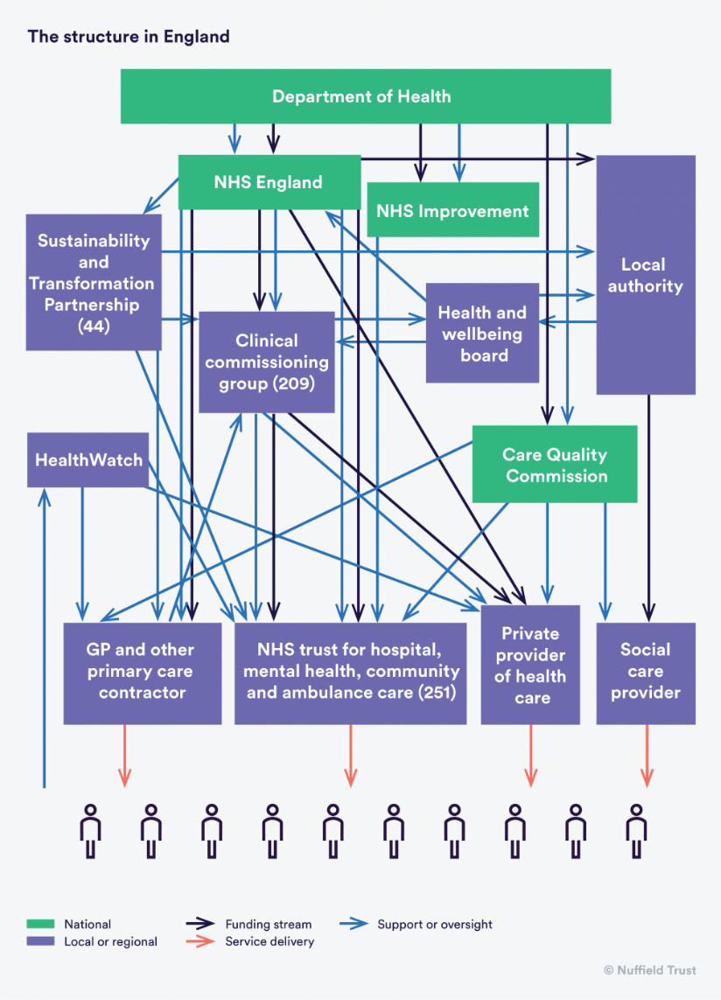 The structure in England
Department of Health
NHS England
NHS Improvement
Sustainability
and
Transformation
Partnership
(44)
Local
authority
Health and
wellbeing
board
Clinical
commissioning
group (209)
HealthWatch
Care Quality
Commission
GP and other
primary care
contractor
NHS trust for hospital,
mental health, community
and ambulance care (251)
Private
provider
of health
care
Social
care
provider
National
Local or regional
Funding stream
Service delivery
Support or oversight
© Nuffield Trust